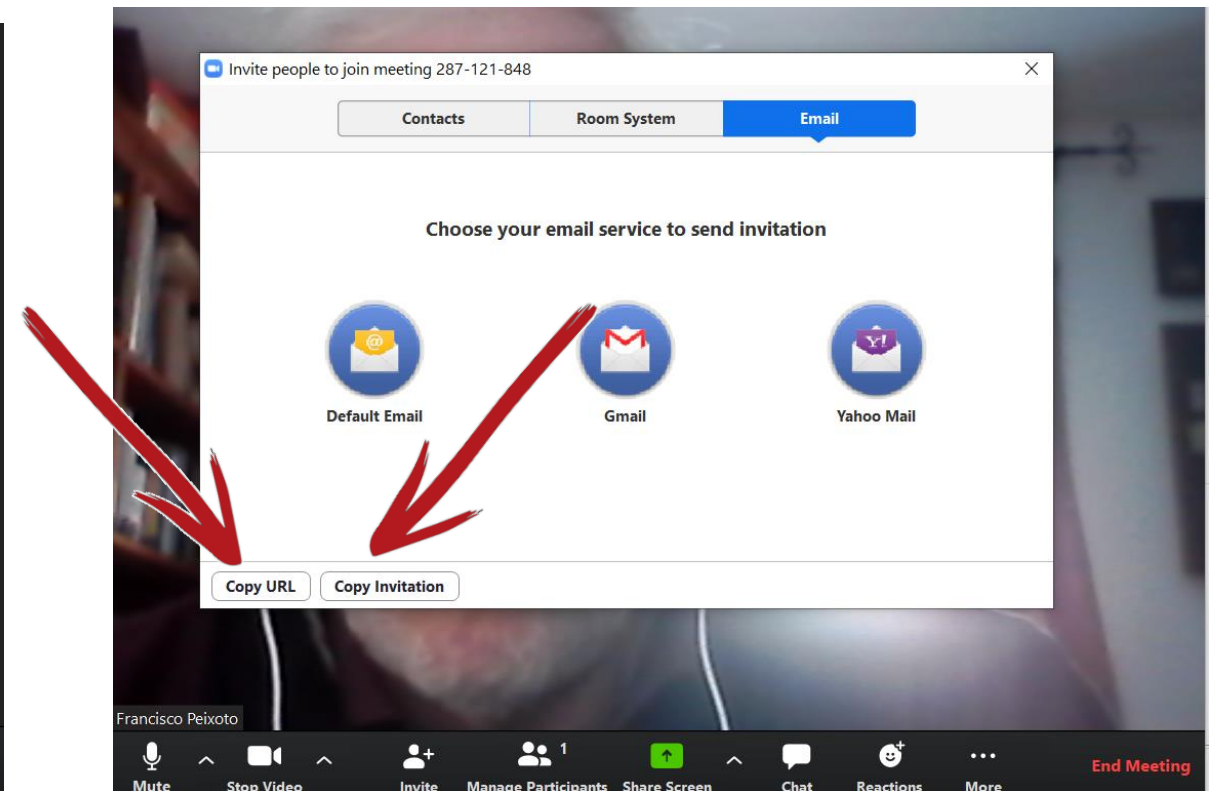 Invite people to join meeting 287-121-848
Contacts Room System Email
Choose your email service to send invitation
@ M Y!
Default Email Gmail Yahoo Mail
Copy URL Copy Invitation
Francisco Peixoto
1
Mute Stop Video Invite Manage Participants Share Screen Chat Reactions More End Meeting